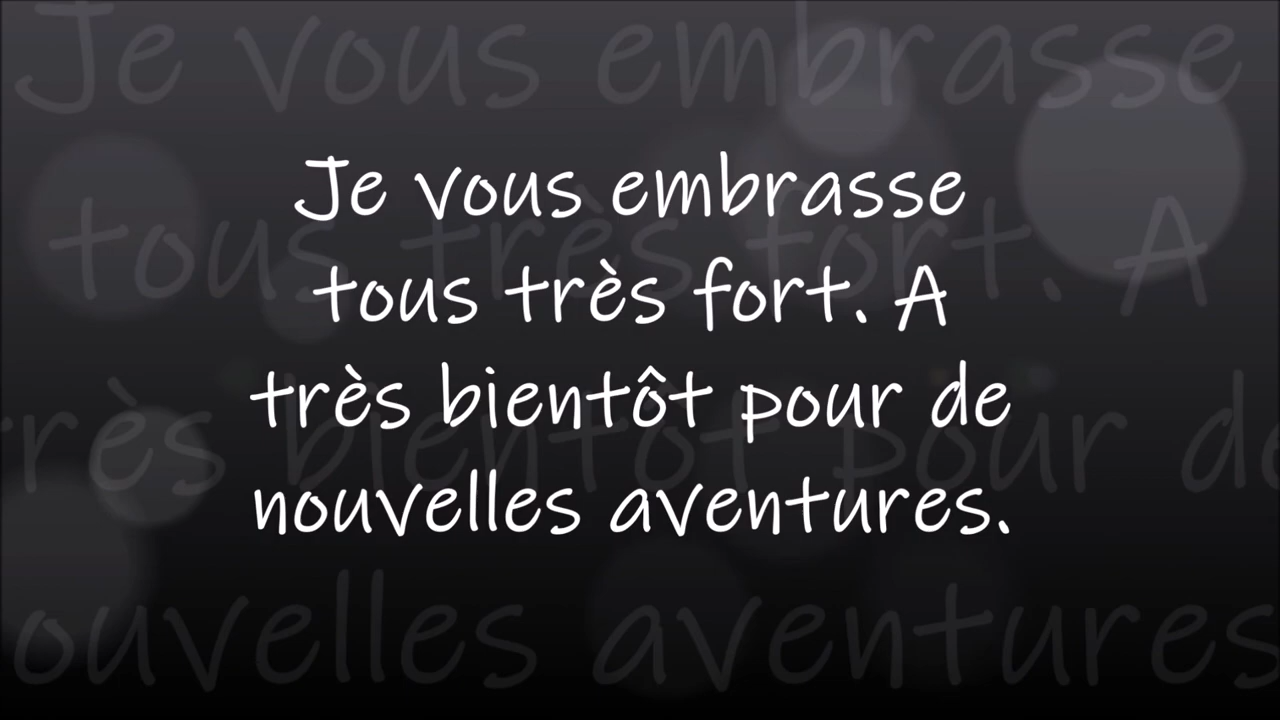 Je vous embrasse
tous très fort. A
très bientôt pour de
nouvelles aventures.